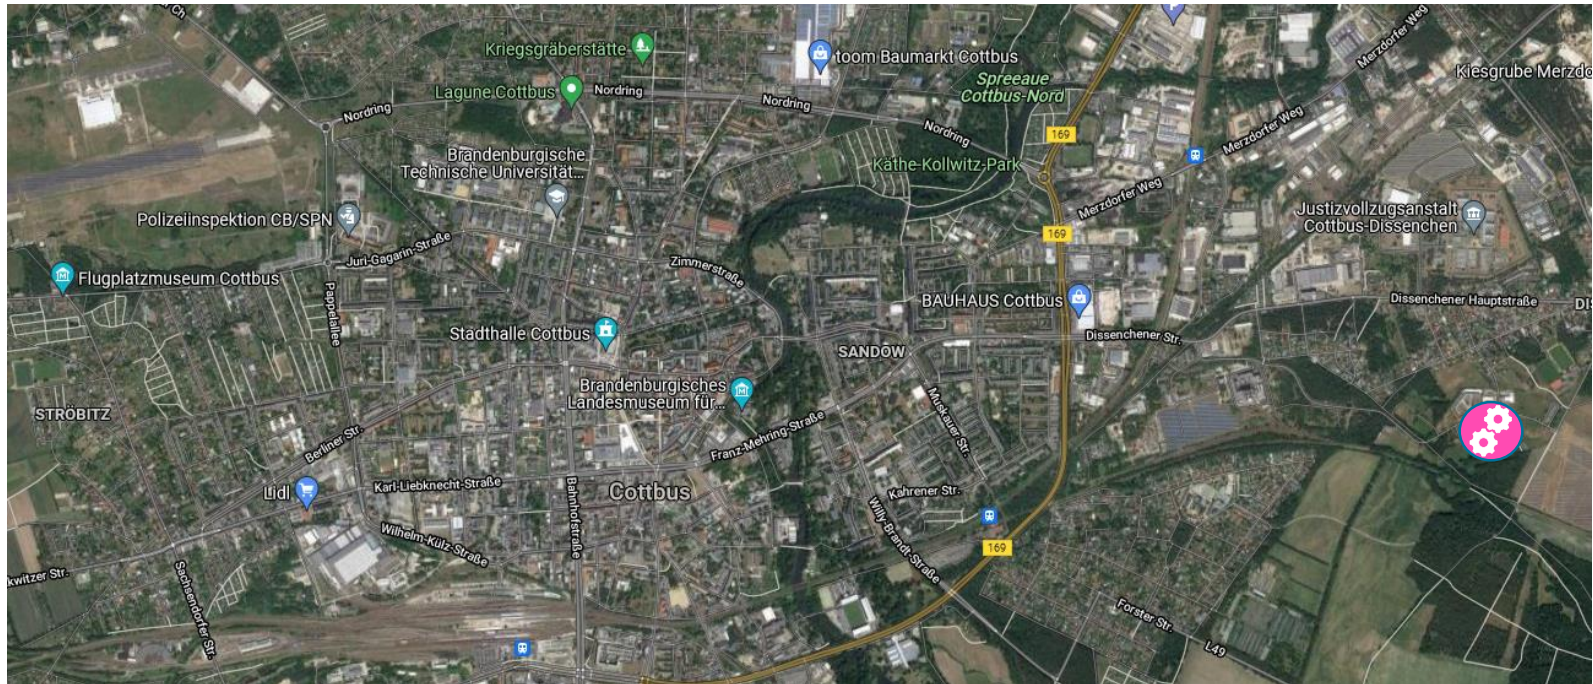 Kriegsgräberstätte
toom Baumarkt Cottbus
Merzdorfer Weg
Kiesgrube Merzdo
Spreeaue
Cottbus-Nord
Lagune Cottbus
Nordring
Nordring
Nordring
Nordring
169
Merzdorfer Weg
Brandenburgische
Technische Universität...
Käthe-Kollwitz-Park
Merzdorfer Weg
Polizeiinspektion CB/SPN
Justizvollzugsanstalt
Cottbus-Dissenchen
169
Juri-Gagarin-Straße
Zimmerstraße
Flugplatzmuseum Cottbus
Pappelallee
BAUHAUS Cottbus
Dissenchener Hauptstraße
DIS
Stadthalle Cottbus
Dissenchener Str.
SANDOW
Brandenburgisches
Landesmuseum für...
STRÖBITZ
Muskauer Str.
Berliner Str.
Franz-Mehring-Straße
Lidl
Karl-Liebknecht-Straße
Cottbus
Kahrener Str.
Bahnhofstraße
Wilhelm-Külz-Straße
Willy-Brandt-Straße
169
kwitzer Str.
Sachsendorfer Str.
Forster Str.
L49